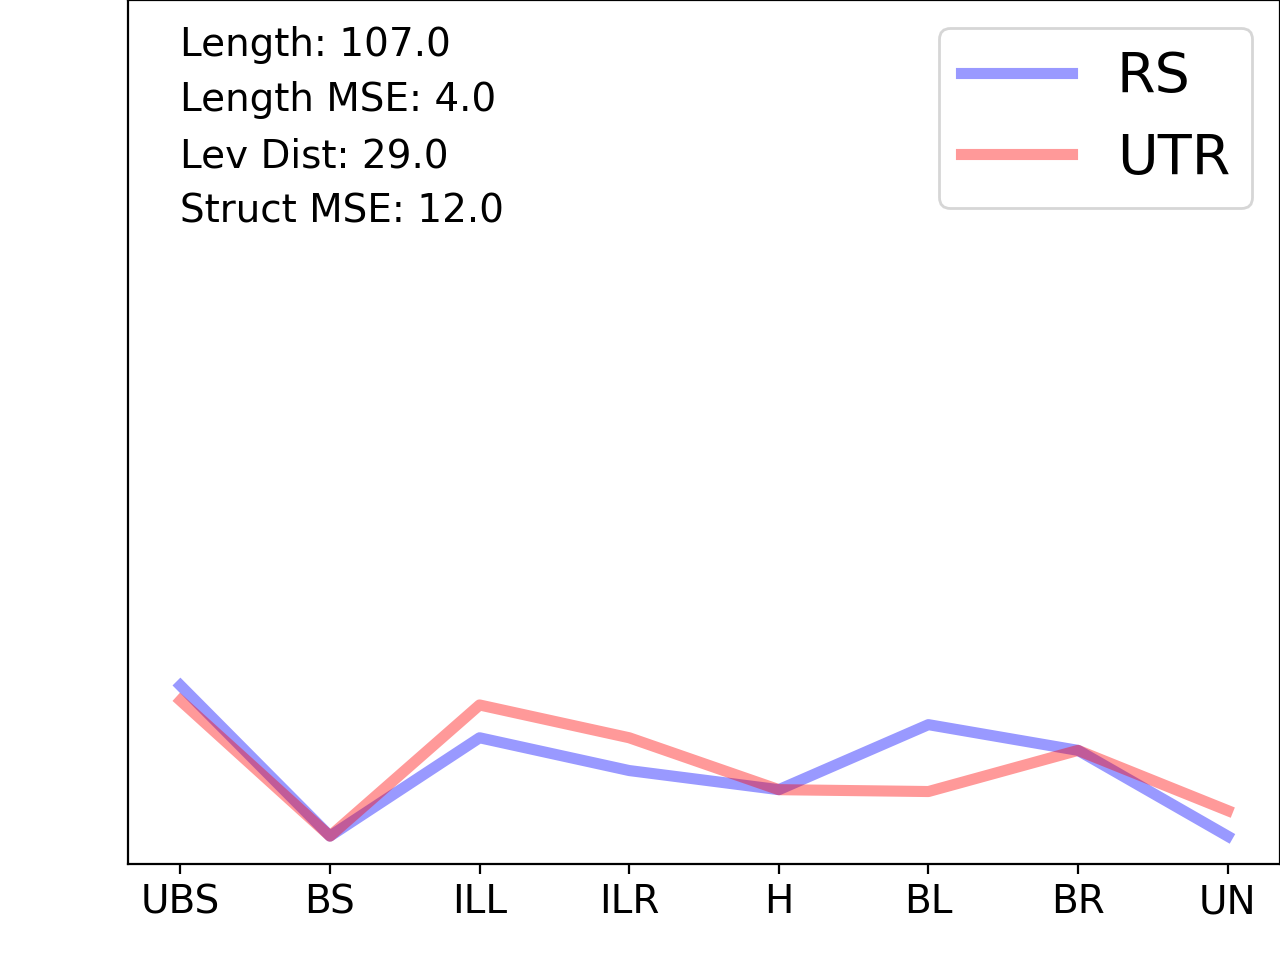 Length: 107.0
Length MSE: 4.0
Lev Dist: 29.0
Struct MSE: 12.0
RS
UTR
UBS BS ILL ILR H BL BR UN